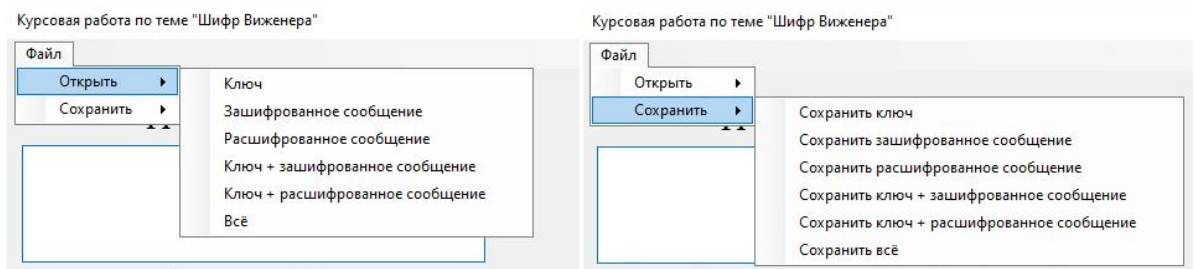 Курсовая работа по теме "Шифр Виженера"
Файл
Открыть
Сохранить
Ключ
Зашифрованное сообщение
Расшифрованное сообщение
Ключ + зашифрованное сообщение
Ключ + расшифрованное сообщение
Всё
Курсовая работа по теме "Шифр Виженера"
Файл
Открыть
Сохранить
Сохранить ключ
Сохранить зашифрованное сообщение
Сохранить расшифрованное сообщение
Сохранить ключ + зашифрованное сообщение
Сохранить ключ + расшифрованное сообщение
Сохранить всё